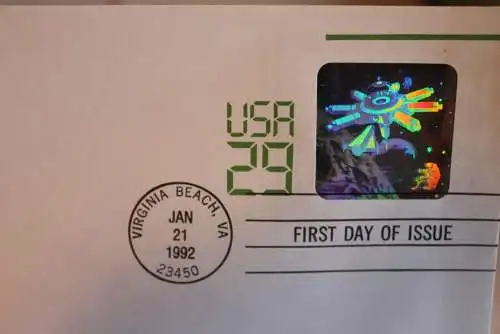 USA
29
VIRGINIA BEACH, VA
JAN
21
1992
23450
FIRST DAY OF ISSUE